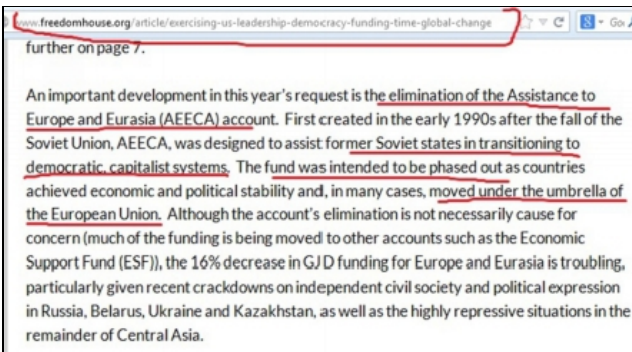 www.freedomhouse.org/article/exercising-us-leadership-democracy-funding-time-global-change
further on page 7.
An important development in this year's request is the elimination of the Assistance to
Europe and Eurasia (AEECA) account. First created in the early 1990s after the fall of the
Soviet Union, AEECA, was designed to assist former Soviet states in transitioning to
democratic, capitalist systems. The fund was intended to be phased out as countries
achieved economic and political stability and, in many cases, moved under the umbrella of
the European Union. Although the account's elimination is not necessarily cause for
concern (much of the funding is being moved to other accounts such as the Economic
Support Fund (ESF)), the 16% decrease in GJD funding for Europe and Eurasia is troubling,
particularly given recent crackdowns on independent civil society and political expression
in Russia, Belarus, Ukraine and Kazakhstan, as well as the highly repressive situations in the
remainder of Central Asia.